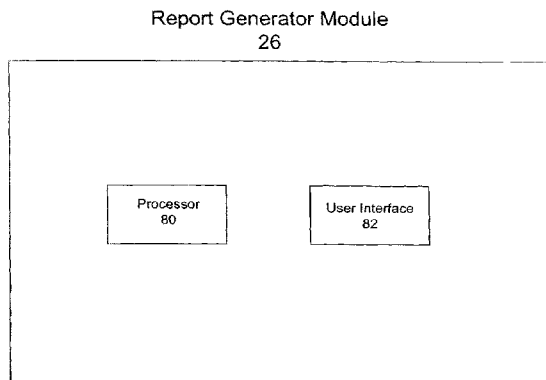 Report Generator Module
26
Processor
80
User Interface
82